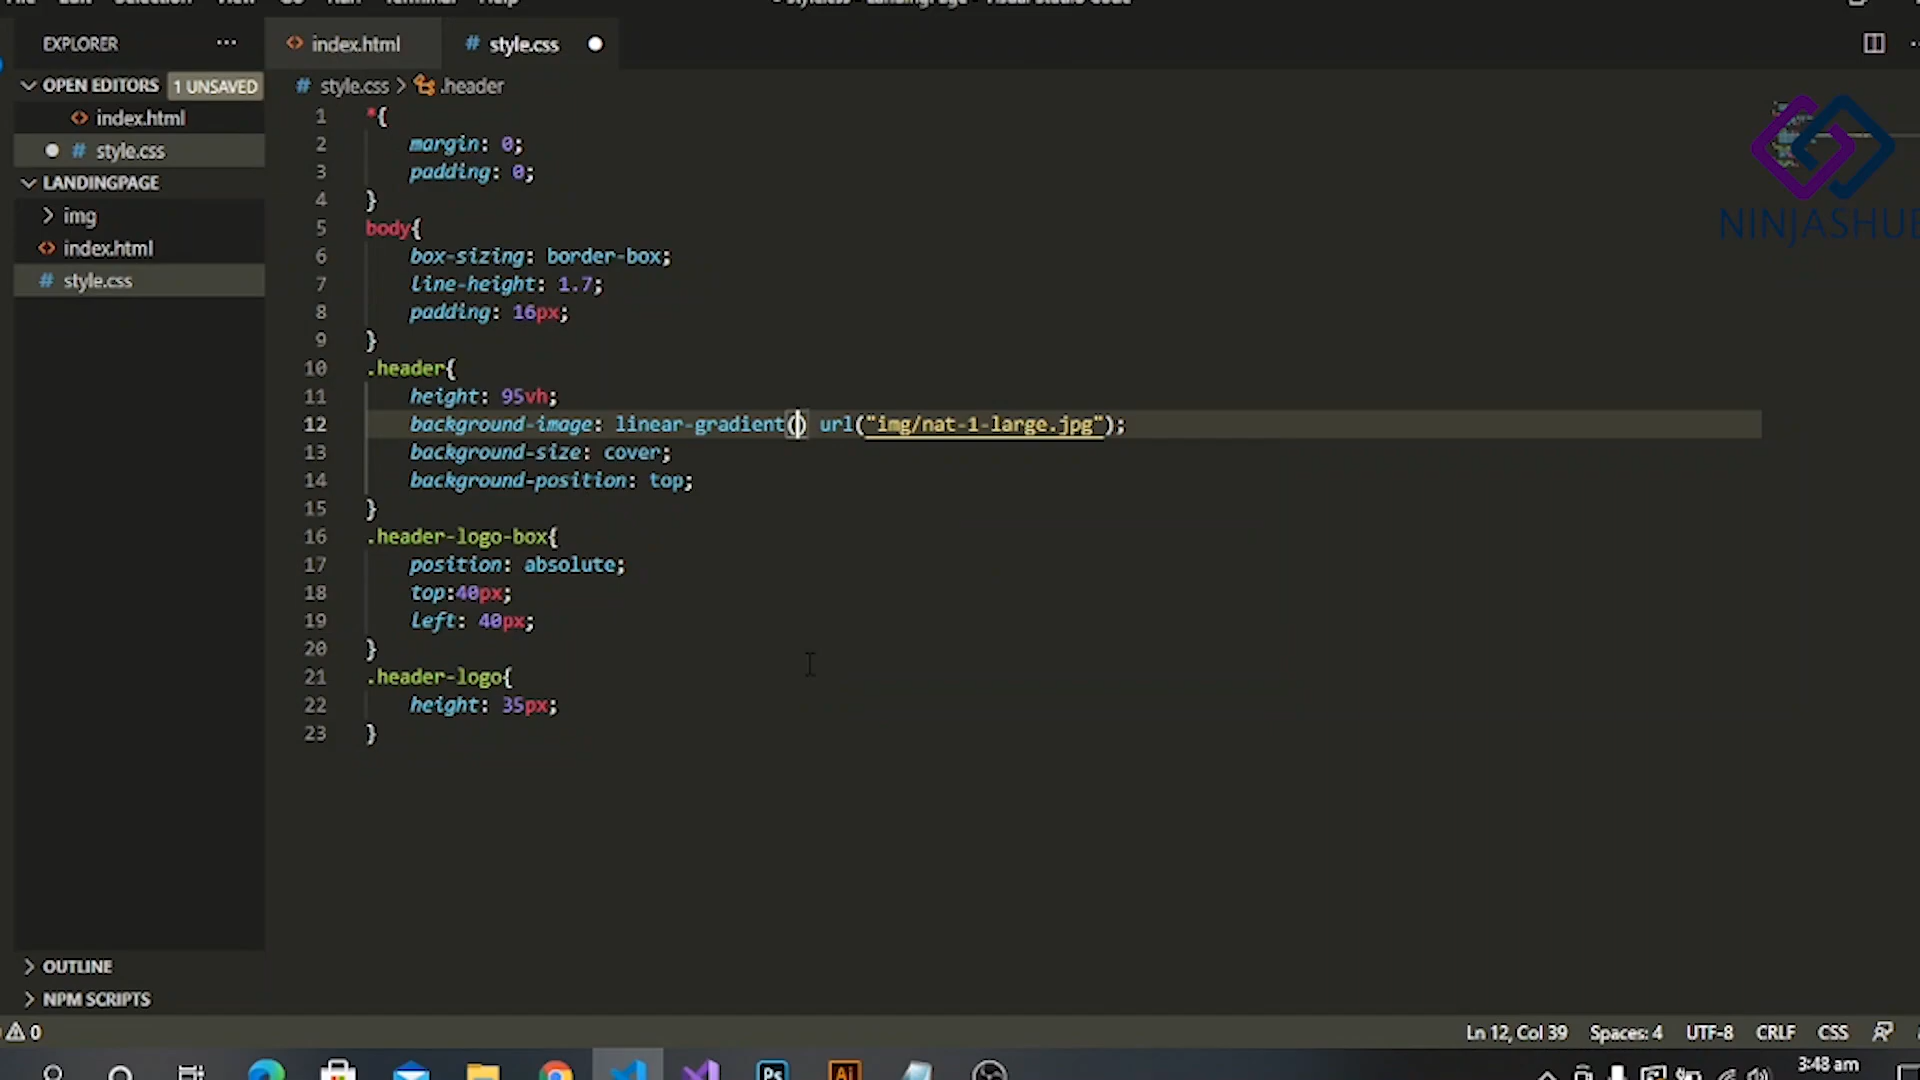 EXPLORER ···
index.html
style.css
OPEN EDITORS 1 UNSAVED
index.html
style.css
LANDINGPAGE
img
index.html
style.css
OUTLINE
NPM SCRIPTS
style.css > .header
1 *{
2 margin: 0;
3 padding: 0;
4 }
5 body{
6 box-sizing: border-box;
7 line-height: 1.7;
8 padding: 16px;
9 }
10 .header{
11 height: 95vh;
12 background-image: linear-gradient() url("img/nat-1-large.jpg");
13 background-size: cover;
14 background-position: top;
15 }
16 .header-logo-box{
17 position: absolute;
18 top:40px;
19 left: 40px;
20 }
21 .header-logo{
22 height: 35px;
23 }
NINJASHUB
0
Ln 12, Col 39 Spaces: 4 UTF-8 CRLF CSS
Ps
Ai
3:48 am